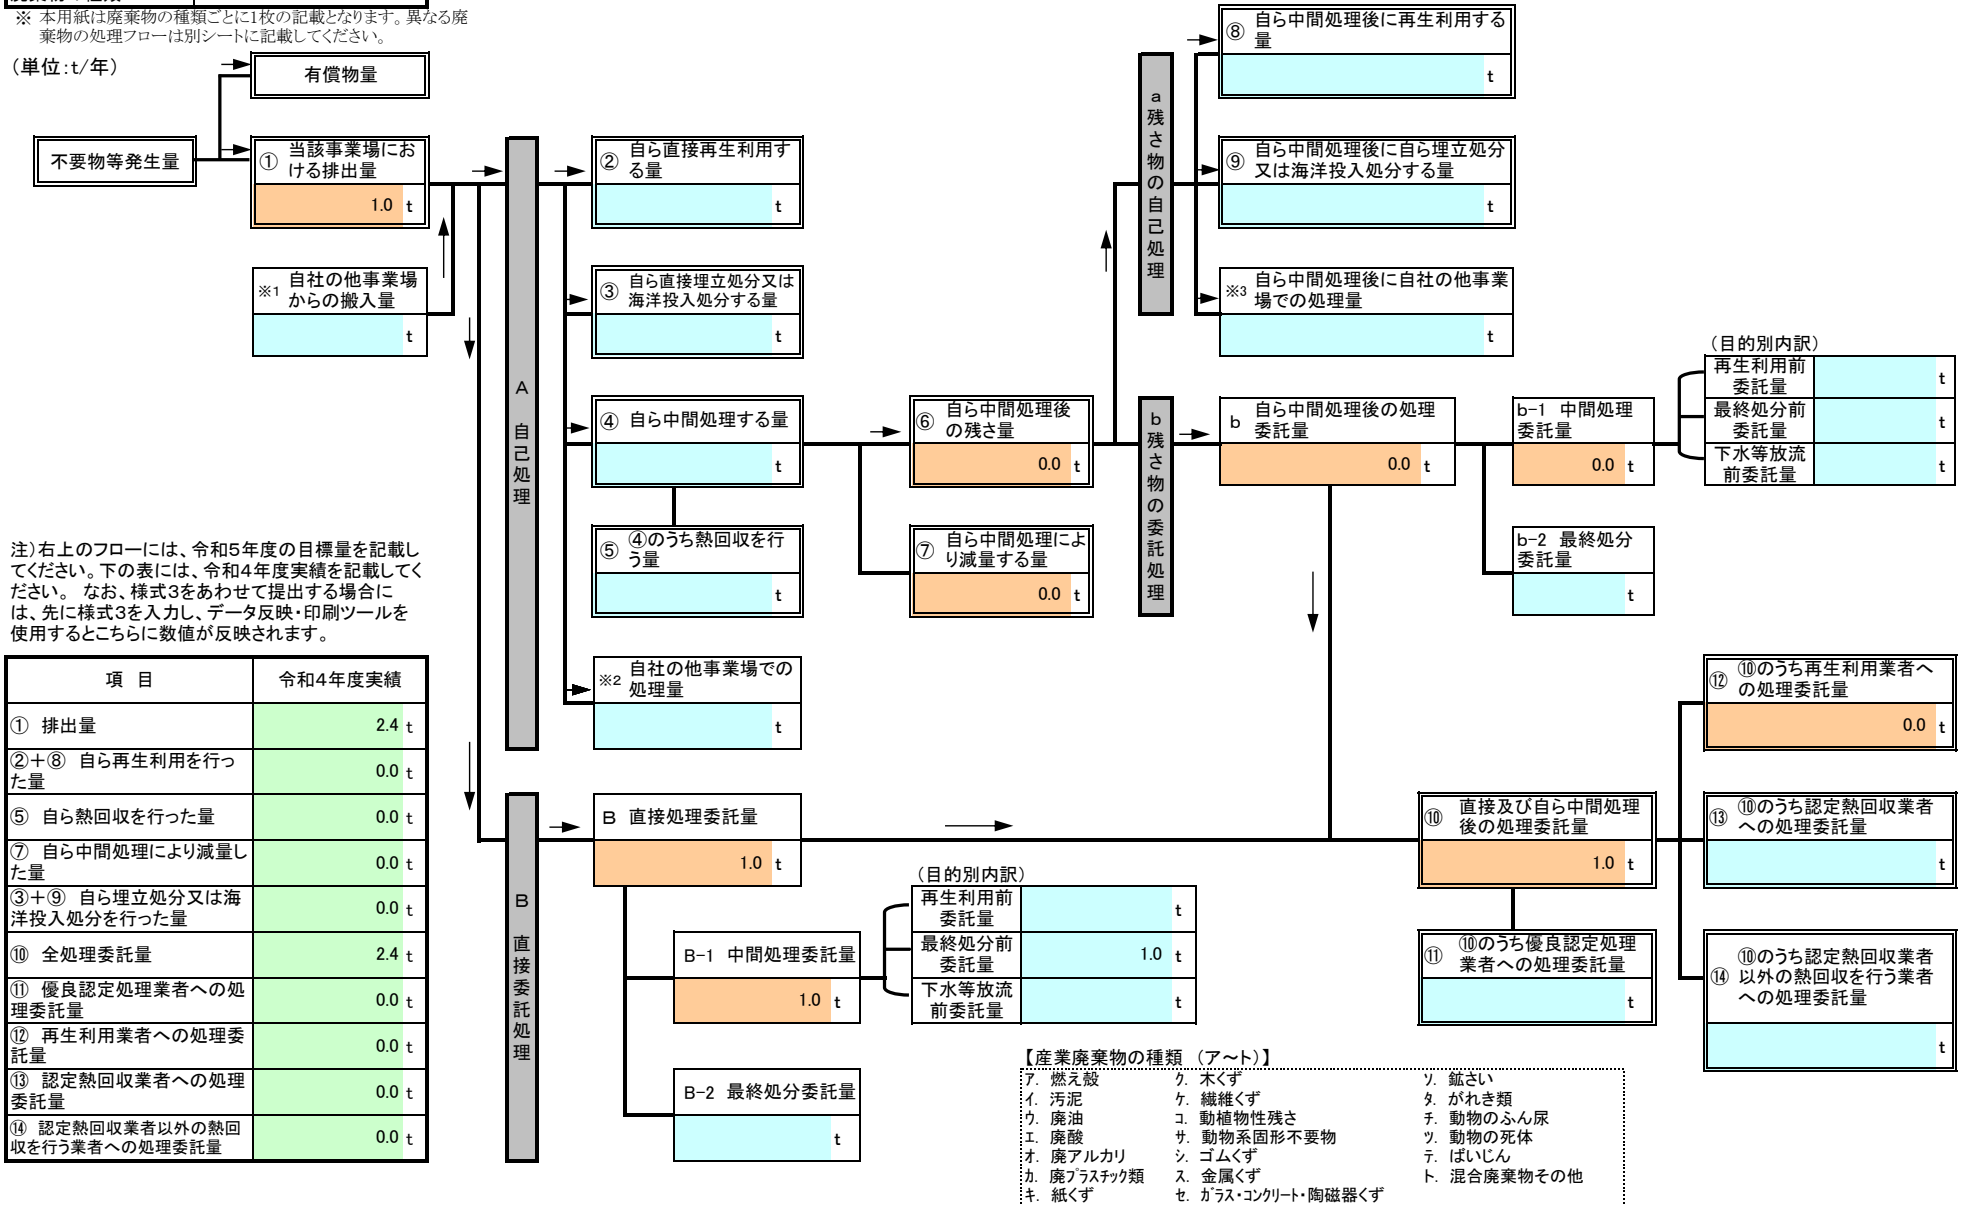 ※ 本用紙は廃棄物の種類ごとに1枚の記載となります。異なる廃
棄物の処理フローは別シートに記載してください。
（単位:t/年）
有償物量
不要物等発生量
① 当該事業場にお
ける排出量
1.0 t
※1 自社の他事業場
からの搬入量
t
A 自己処理
② 自ら直接再生利用す
る量
t
③ 自ら直接埋立処分又は
海洋投入処分する量
t
④ 自ら中間処理する量
t
⑤ ④のうち熱回収を行
う量
t
※2 自社の他事業場での
処理量
t
⑥ 自ら中間処理後
の残さ量
0.0 t
⑦ 自ら中間処理によ
り減量する量
0.0 t
a 残さ物の自己処理
⑧ 自ら中間処理後に再生利用する
量
t
⑨ 自ら中間処理後に自ら埋立処分
又は海洋投入処分する量
t
※3 自ら中間処理後に自社の他事業
場での処理量
t
b 残さ物の委託処理
b 自ら中間処理後の処理
委託量
0.0 t
b-1 中間処理
委託量
0.0 t
（目的別内訳）
再生利用前
委託量
t
最終処分前
委託量
t
下水等放流
前委託量
t
b-2 最終処分
委託量
t
注）右上のフローには、令和5年度の目標量を記載し
てください。下の表には、令和4年度実績を記載してく
ださい。 なお、様式3をあわせて提出する場合に
は、先に様式3を入力し、データ反映・印刷ツールを
使用するとこちらに数値が反映されます。
項 目 令和4年度実績
① 排出量 2.4 t
②＋⑧ 自ら再生利用を行っ
た量 0.0 t
⑤ 自ら熱回収を行った量 0.0 t
⑦ 自ら中間処理により減量し
た量 0.0 t
③＋⑨ 自ら埋立処分又は海
洋投入処分を行った量 0.0 t
⑩ 全処理委託量 2.4 t
⑪ 優良認定処理業者への処
理委託量 0.0 t
⑫ 再生利用業者への処理委
託量 0.0 t
⑬ 認定熱回収業者への処理
委託量 0.0 t
⑭ 認定熱回収業者以外の熱回
収を行う業者への処理委託量 0.0 t
B 直接委託処理
B 直接処理委託量
1.0 t
B-1 中間処理委託量
1.0 t
B-2 最終処分委託量
t
（目的別内訳）
再生利用前
委託量
t
最終処分前
委託量
1.0 t
下水等放流
前委託量
t
⑩ 直接及び自ら中間処理
後の処理委託量
1.0 t
⑪ ⑩のうち優良認定処理
業者への処理委託量
t
⑫ ⑩のうち再生利用業者へ
の処理委託量
0.0 t
⑬ ⑩のうち認定熱回収業者
への処理委託量
t
⑭ ⑩のうち認定熱回収業者
以外の熱回収を行う業者
への処理委託量
t
【産業廃棄物の種類 （ア～ト）】
ア. 燃え殻
イ. 汚泥
ウ. 廃油
エ. 廃酸
オ. 廃アルカリ
カ. 廃プラスチック類
キ. 紙くず
ク. 木くず
ケ. 繊維くず
コ. 動植物性残さ
サ. 動物系固形不要物
シ. ゴムくず
ス. 金属くず
セ. ガラス・コンクリート・陶磁器くず
ソ. 鉱さい
タ. がれき類
チ. 動物のふん尿
ツ. 動物の死体
テ. ばいじん
ト. 混合廃棄物その他